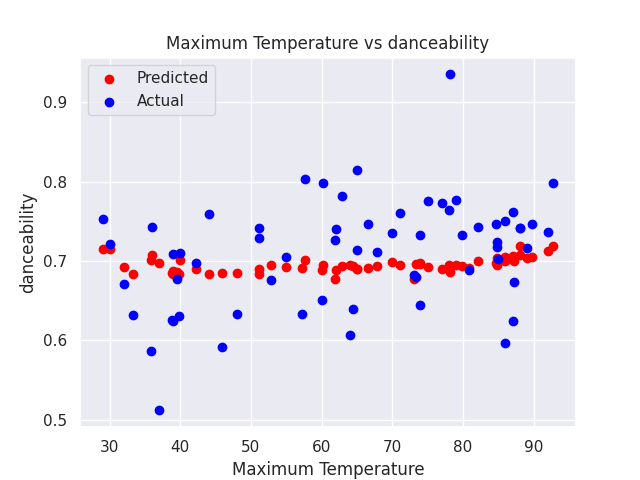 Maximum Temperature vs danceability
Predicted
Actual
0.9
0.8
0.7
0.6
0.5
danceability
30 40 50 60 70 80 90
Maximum Temperature